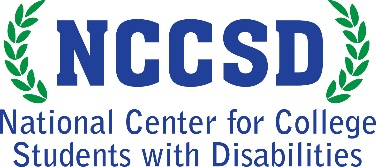 NCCSD
National Center for College
Students with Disabilities